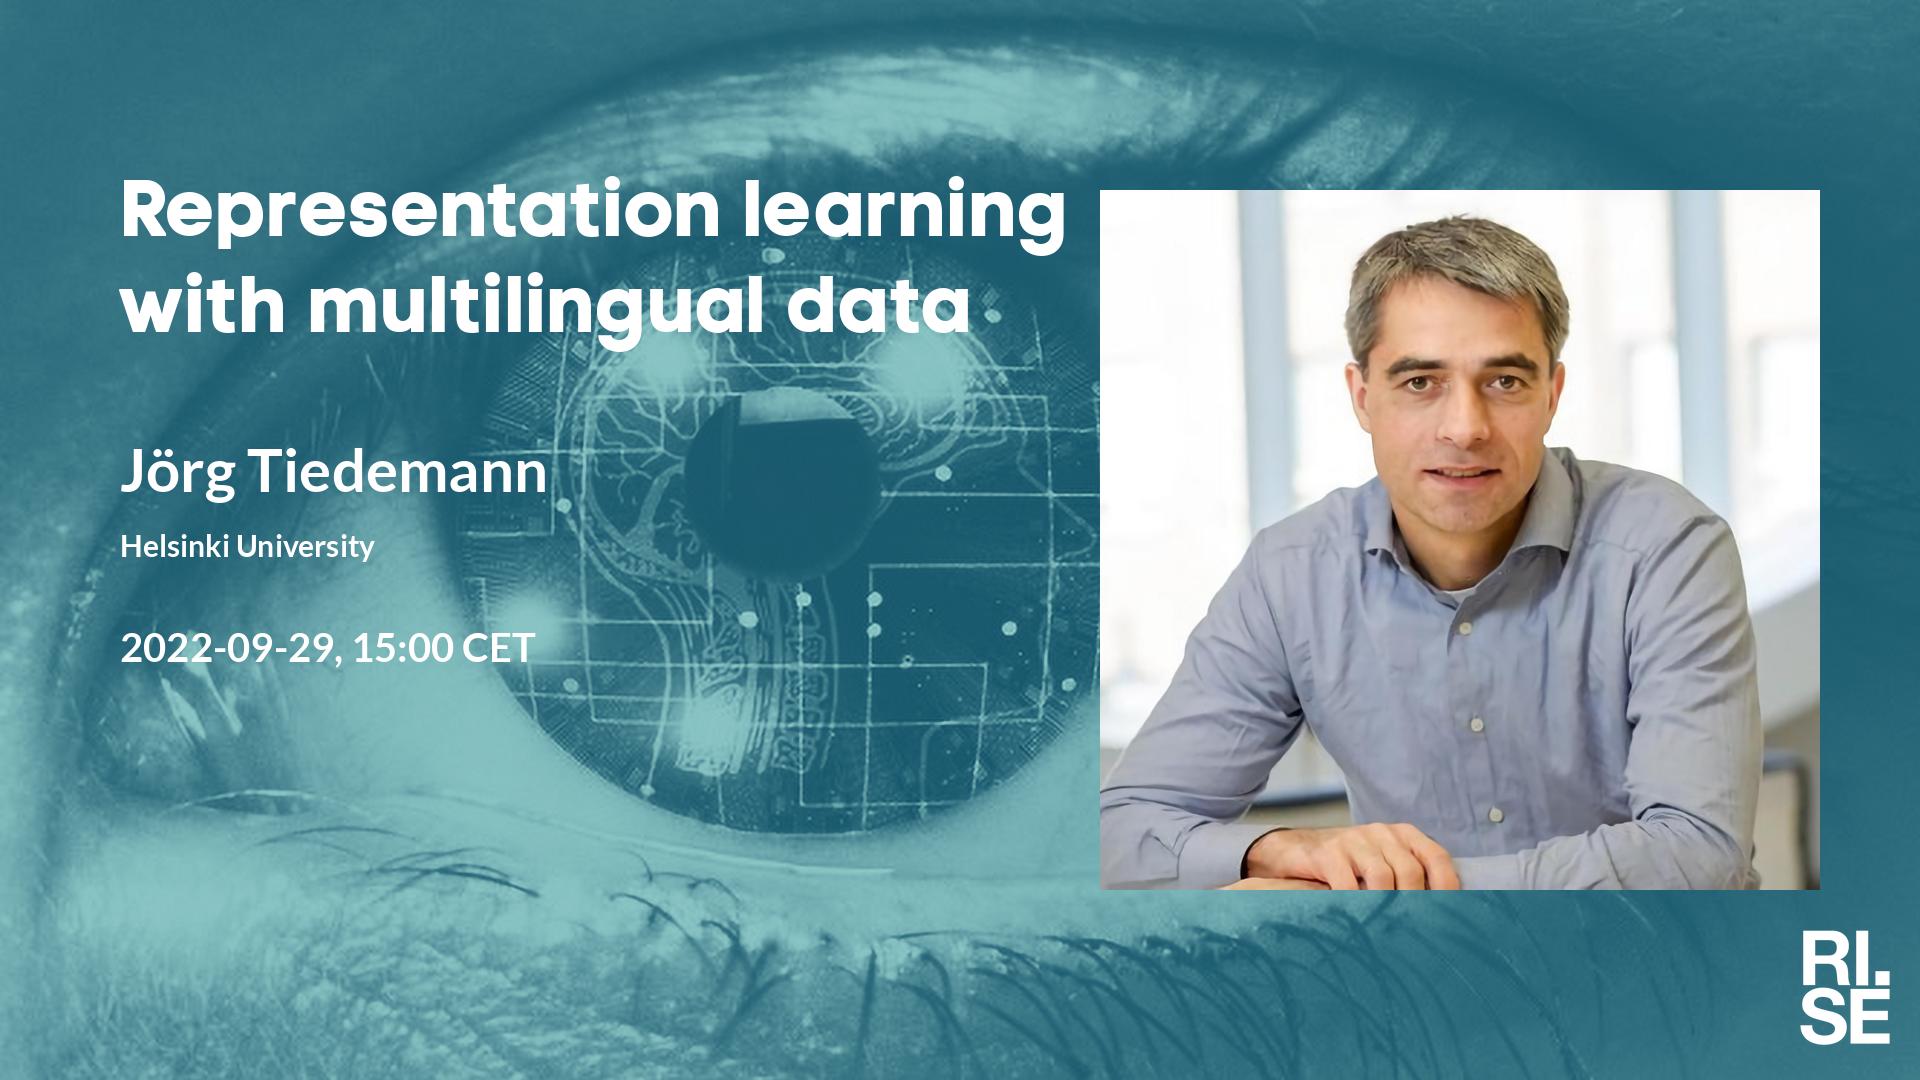 Representation learning
with multilingual data
Jörg Tiedemann
Helsinki University
2022-09-29, 15:00 CET
RI.
SE